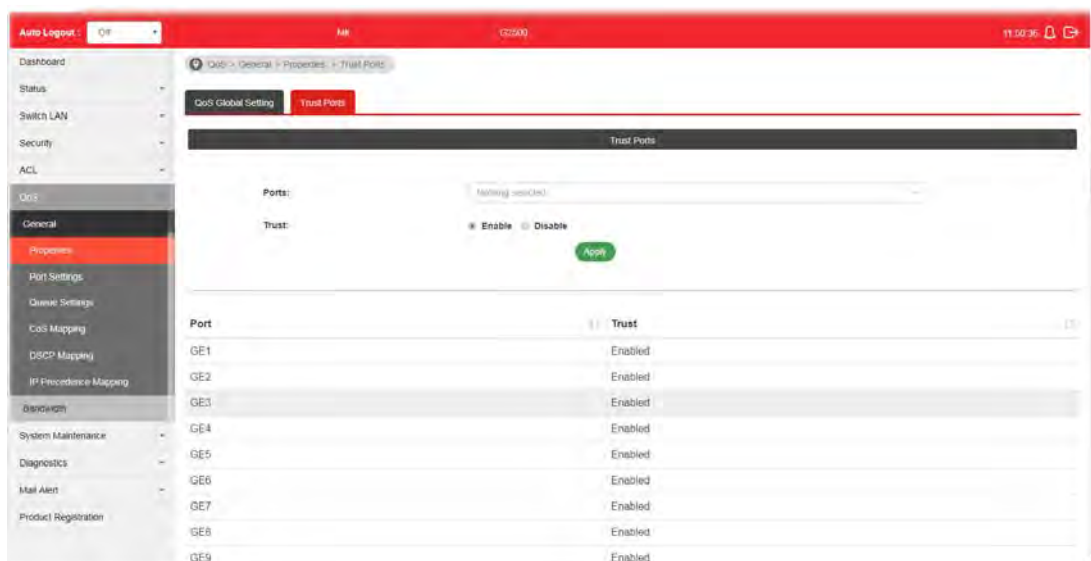 Auto Logout : Off
11:00:36
QoS > General > Properties > Trust Ports
QoS Global Setting Trust Ports
Trust Ports
Ports: Nothing selected
Trust: Enable Disable
Apply
Port Trust
GE1 Enabled
GE2 Enabled
GE3 Enabled
GE4 Enabled
GE5 Enabled
GE6 Enabled
GE7 Enabled
GE8 Enabled
GE9 Enabled
Dashboard
Status
Switch LAN
Security
ACL
QoS
General
Properties
Port Settings
Queue Settings
CoS Mapping
DSCP Mapping
IP Precedence Mapping
Bandwidth
System Maintenance
Diagnostics
Mail Alert
Product Registration